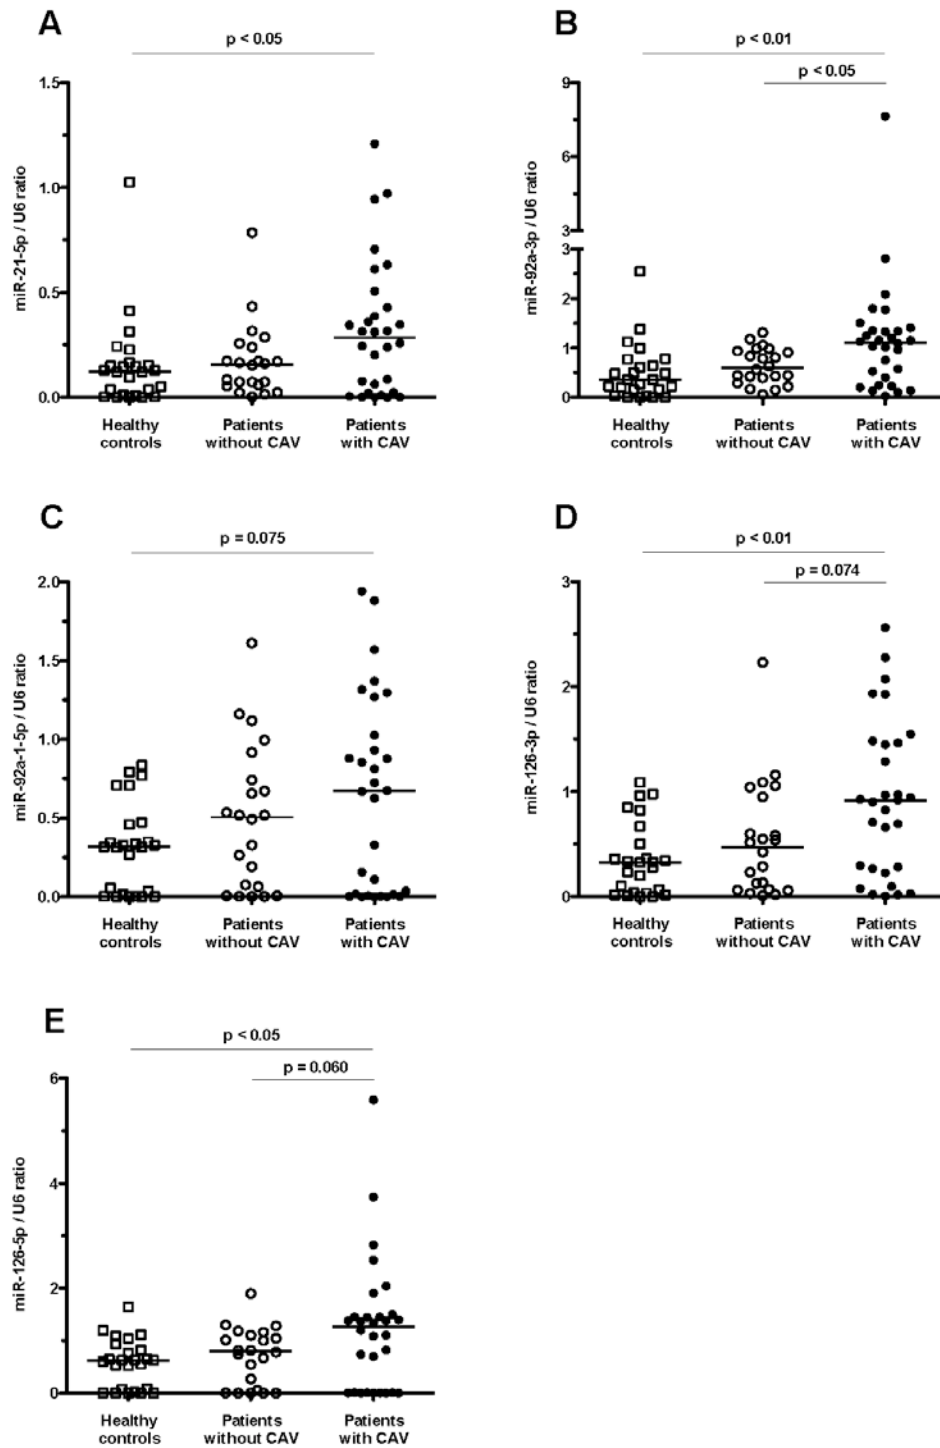 A
p < 0.05
miR-21-5p / U6 ratio
1.5
1.0
0.5
0.0
Healthy
controls
Patients
without CAV
Patients
with CAV
B
p < 0.01
p < 0.05
miR-92a-3p / U6 ratio
9
6
3
3
2
1
0
Healthy
controls
Patients
without CAV
Patients
with CAV
C
p = 0.075
miR-92a-1-5p / U6 ratio
2.0
1.5
1.0
0.5
0.0
Healthy
controls
Patients
without CAV
Patients
with CAV
D
p < 0.01
p = 0.074
miR-126-3p / U6 ratio
3
2
1
0
Healthy
controls
Patients
without CAV
Patients
with CAV
E
p < 0.05
p = 0.060
miR-126-5p / U6 ratio
6
4
2
0
Healthy
controls
Patients
without CAV
Patients
with CAV